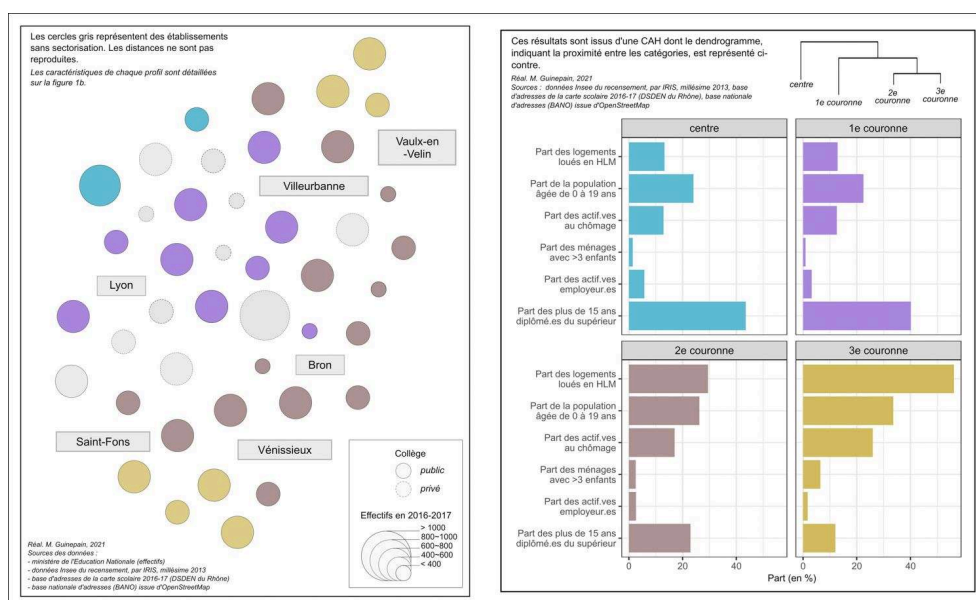 Les cercles gris représentent des établissements
sans sectorisation. Les distances ne sont pas
reproduites.
Les caractéristiques de chaque profil sont détaillées
sur la figure 1b.
Vaulx-en
-Velin
Villeurbanne
Lyon
Bron
Saint-Fons
Vénissieux
Collège
public
privé
Effectifs en 2016-2017
> 1000
800~1000
600~800
400~600
< 400
Réal. M. Guinepain, 2021
Sources des données :
- ministère de l'Education Nationale (effectifs)
- données Insee du recensement, par IRIS, millésime 2013
- base d'adresses de la carte scolaire 2016-17 (DSDEN du Rhône)
- base nationale d'adresses (BANO) issue d'OpenStreetMap
Ces résultats sont issus d'une CAH dont le dendrogramme,
indiquant la proximité entre les catégories, est représenté ci-
contre.
Réal. M. Guinepain, 2021
Sources : données Insee du recensement, par IRIS, millésime 2013, base
d'adresses de la carte scolaire 2016-17 (DSDEN du Rhône), base nationale
d'adresses (BANO) issue d'OpenStreetMap
centre
1e couronne
2e
couronne
3e
couronne
centre
1e couronne
Part des logements
loués en HLM
Part de la population
âgée de 0 à 19 ans
Part des actif.ves
au chômage
Part des ménages
avec >3 enfants
Part des actif.ves
employeur.es
Part des plus de 15 ans
diplômé.es du supérieur
2e couronne
3e couronne
Part des logements
loués en HLM
Part de la population
âgée de 0 à 19 ans
Part des actif.ves
au chômage
Part des ménages
avec >3 enfants
Part des actif.ves
employeur.es
Part des plus de 15 ans
diplômé.es du supérieur
0 20 40 60 0 20 40 60
Part (en %)